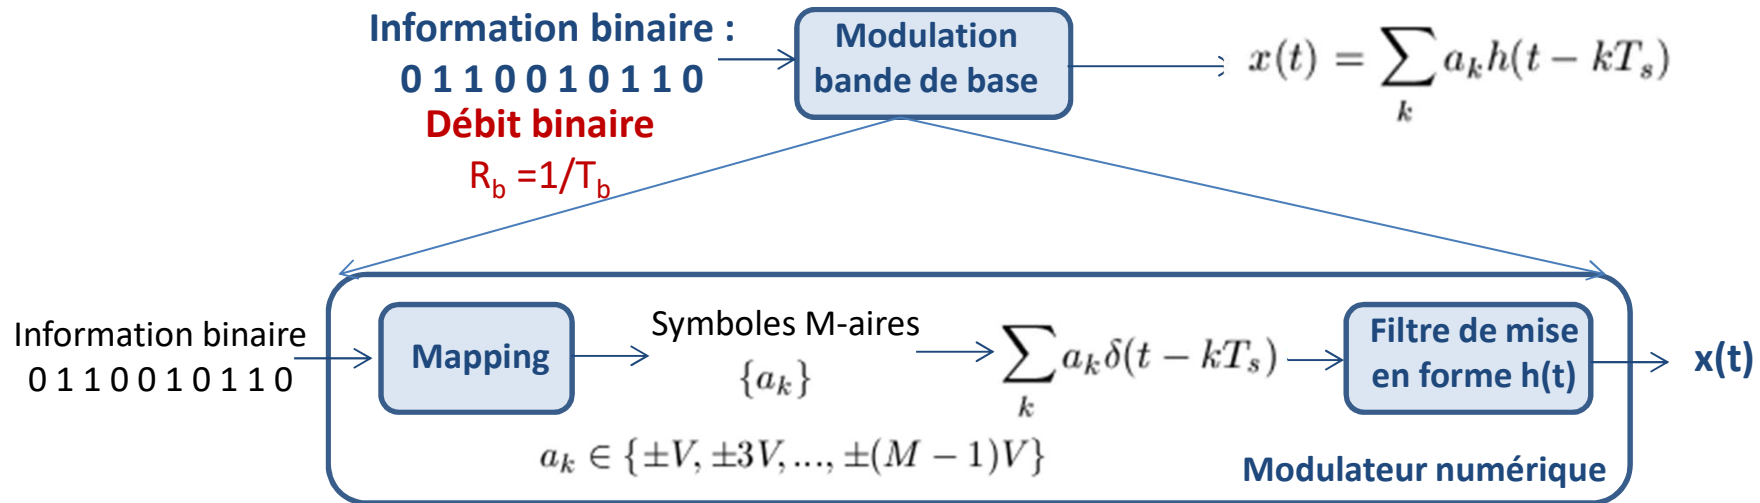 Information binaire :
0 1 1 0 0 1 0 1 1 0
Débit binaire
R_b =1/T_b
Modulation
bande de base
x(t) = \sum_k a_k h(t − kT_s)
Information binaire
0 1 1 0 0 1 0 1 1 0
Mapping
Symboles M-aires
{a_k}
\sum_k a_k δ(t − kT_s)
Filtre de mise
en forme h(t)
x(t)
a_k ∈ {±V, ±3V, ..., ±(M − 1)V}
Modulateur numérique